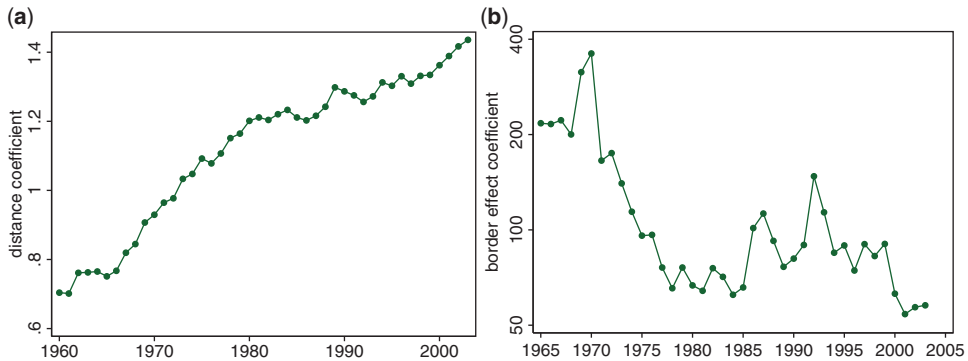 (a)
distance coefficient
1.4
1.2
1
.8
.6
1960 1970 1980 1990 2000
(b)
border effect coefficient
400
200
100
50
1965 1970 1975 1980 1985 1990 1995 2000 2005